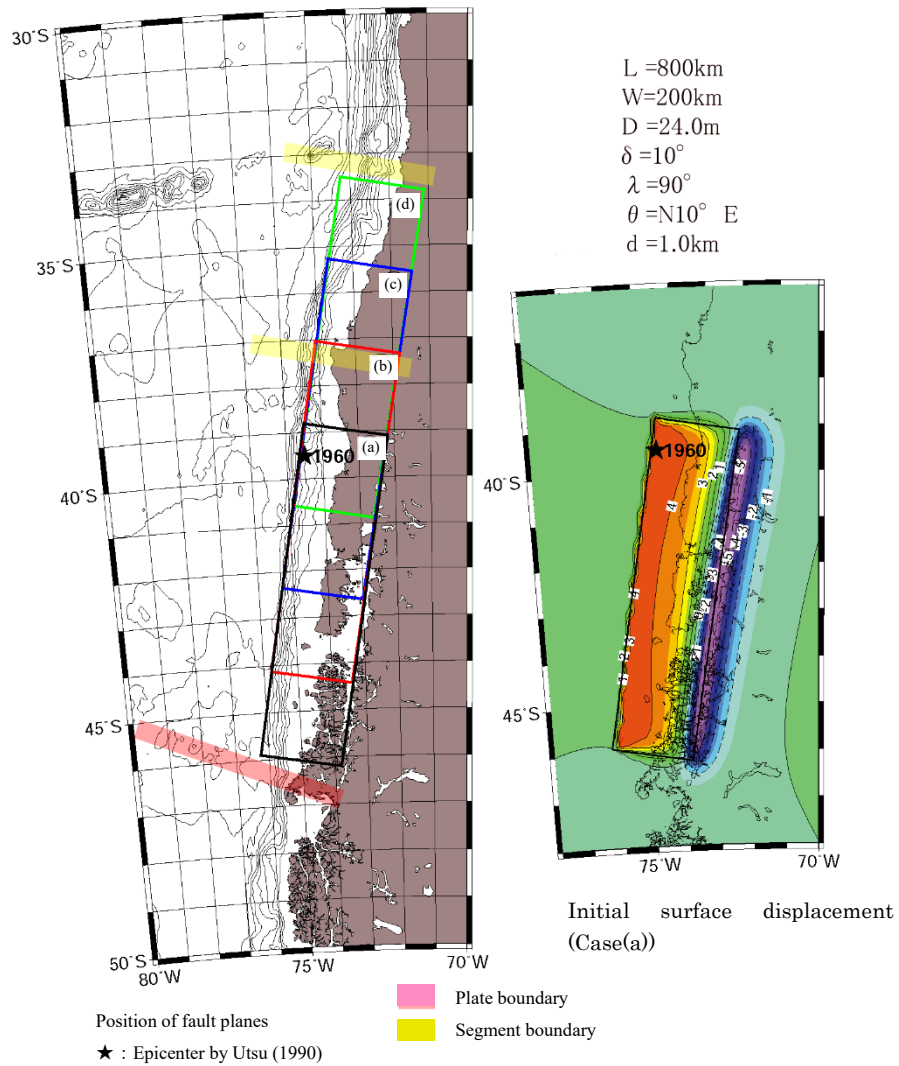 30°S
35°S
40°S
45°S
50°S
80°W
75°W
70°W
(d)
(c)
(b)
(a)
★1960
L =800km
W=200km
D =24.0m
δ =10°
λ =90°
θ =N10° E
d =1.0km
★1960
40°S
45°S
75°W
70°W
Initial surface displacement
(Case(a))
Position of fault planes
★ : Epicenter by Utsu (1990)
Plate boundary
Segment boundary